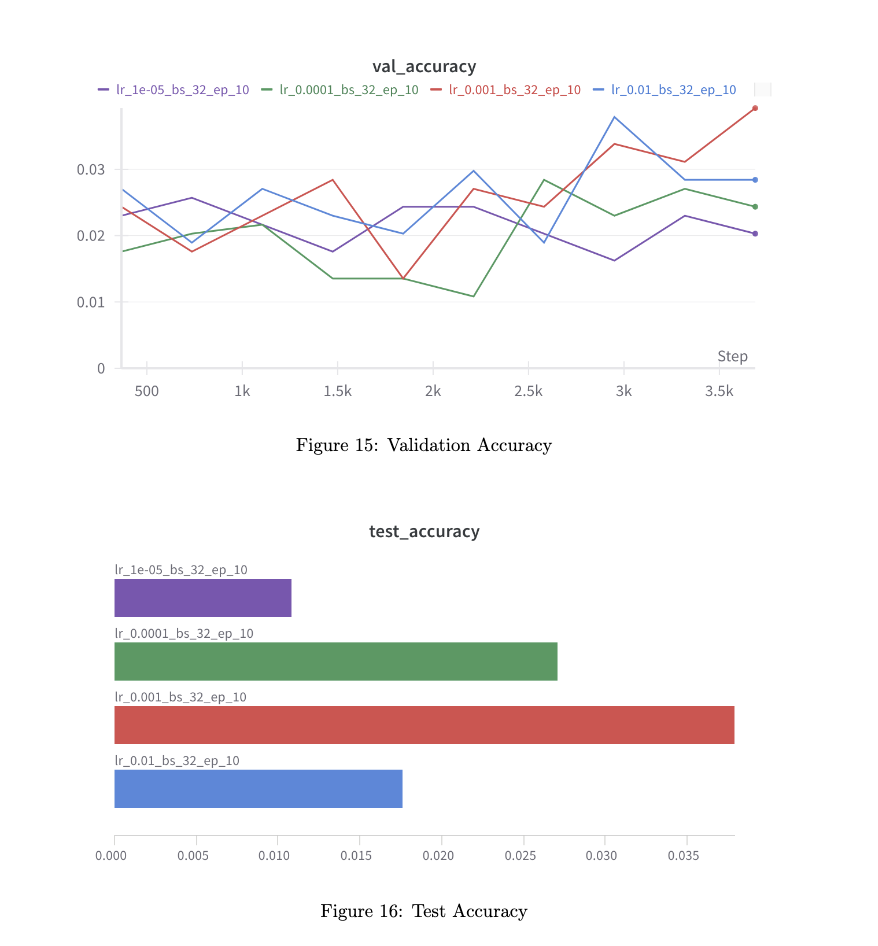 val_accuracy
lr_1e-05_bs_32_ep_10 lr_0.0001_bs_32_ep_10 lr_0.001_bs_32_ep_10 lr_0.01_bs_32_ep_10
0.03
0.02
0.01
0
Step
500 1k 1.5k 2k 2.5k 3k 3.5k
Figure 15: Validation Accuracy
test_accuracy
lr_1e-05_bs_32_ep_10
lr_0.0001_bs_32_ep_10
lr_0.001_bs_32_ep_10
lr_0.01_bs_32_ep_10
0.000 0.005 0.010 0.015 0.020 0.025 0.030 0.035
Figure 16: Test Accuracy